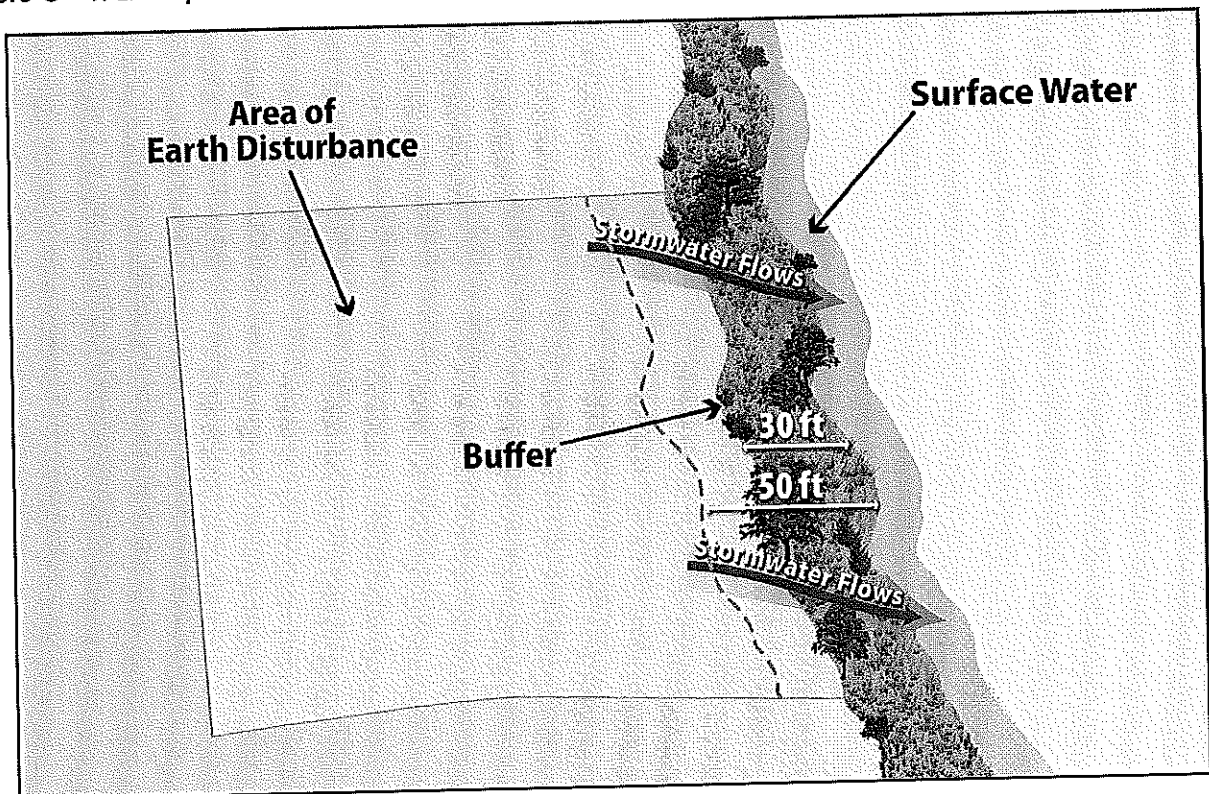 Area of
Earth Disturbance
Surface Water
Stormwater Flows
Buffer
30 ft
50 ft
Stormwater Flows